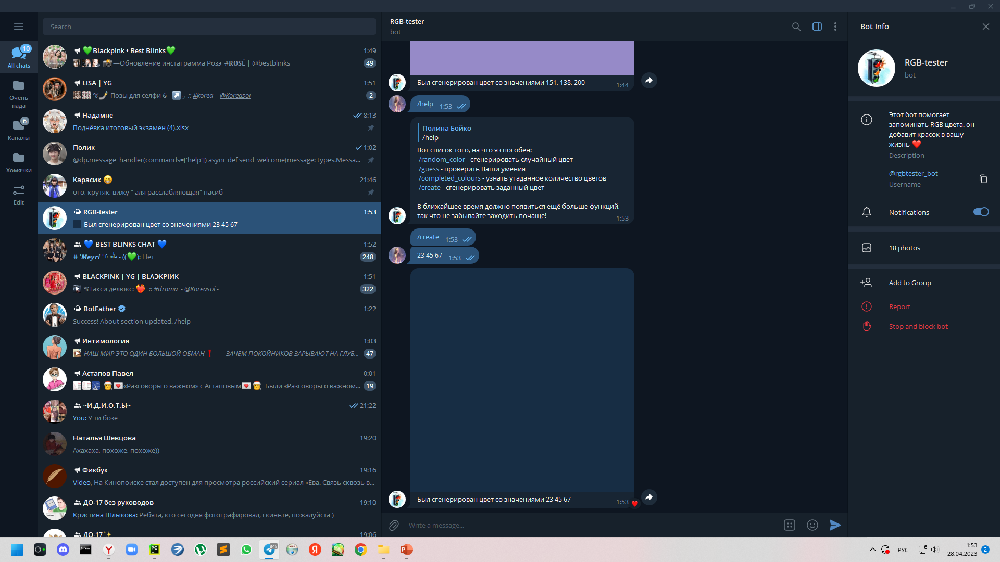 Search
10
All chats
Очень
нада
6
Каналы
Хомячки
Edit
💚Blackpink • Best Blinks💚
1:49
📸—Обновление инстаграмма Розэ #𝐑𝐎𝐒É | @bestblinks
49
LISA | YG
1:51
Позы для селфи
:: #korea - @Koreasoi -
2
Надамне
8:13
Поднёвка итоговый экзамен (4).xlsx
Полик
1:02
@dp.message_handler(commands=['help']) async def send_welcome(message: types.Messa...
Карасик 😁
21:46
ого, крутяк, вижу " аля расслабляющая" пасиб
RGB-tester
1:53
Был сгенерирован цвет со значениями 23 45 67
💙 BEST BLINKS CHAT 💙
1:52
- ((💚): Нет
248
BLACKPINK | YG | BLΛƆKPIИK
1:51
Такси делюкс: ❤️‍🔥 :: #drama - @Koreasoi -
322
BotFather
1:22
Success! About section updated. /help
Интимология
1:03
НАШ МИР ЭТО ОДИН БОЛЬШОЙ ОБМАН❗ — ЗАЧЕМ ПОКОЙНИКОВ ЗАРЫВАЮТ НА ГЛУБ...
47
Астапов Павел
0:01
«Разговоры о важном» с Астаповым💌 Были «Разговоры о важном...
19
~И.Д.И.О.Т.Ы~
21:22
You: У ти бозе
Наталья Шевцова
19:20
Ахахаха, похоже, похоже))
Фикбук
19:16
Video, На Кинопоиске стал доступен для просмотра российский сериал «Ева. Связь сквозь в...
ДО-17 без руководов
19:10
Кристина Шлыкова: Ребята, кто сегодня фотографировал, скиньте, пожалуйста )
ДО-17✨
19:06
RGB-tester
bot
Был сгенерирован цвет со значениями 151, 138, 200
1:44
/help
1:53
Полина Бойко
/help
Вот список того, на что я способен:
/random_color - сгенерировать случайный цвет
/guess - проверить Ваши умения
/completed_colours - узнать угаданное количество цветов
/create - сгенерировать заданный цвет
В ближайшее время должно появиться ещё больше функций,
так что не забывайте заходить почаще!
1:53
/create
1:53
23 45 67
1:53
Был сгенерирован цвет со значениями 23 45 67
1:53
Write a message...
Bot Info
RGB-tester
bot
Этот бот помогает
запоминать RGB цвета. он
добавит красок в вашу
жизнь ❤️
Description
@rgbtester_bot
Username
Notifications
18 photos
Add to Group
Report
Stop and block bot
PC
Y
848
Я
P
РУС
1:53
28.04.2023
2